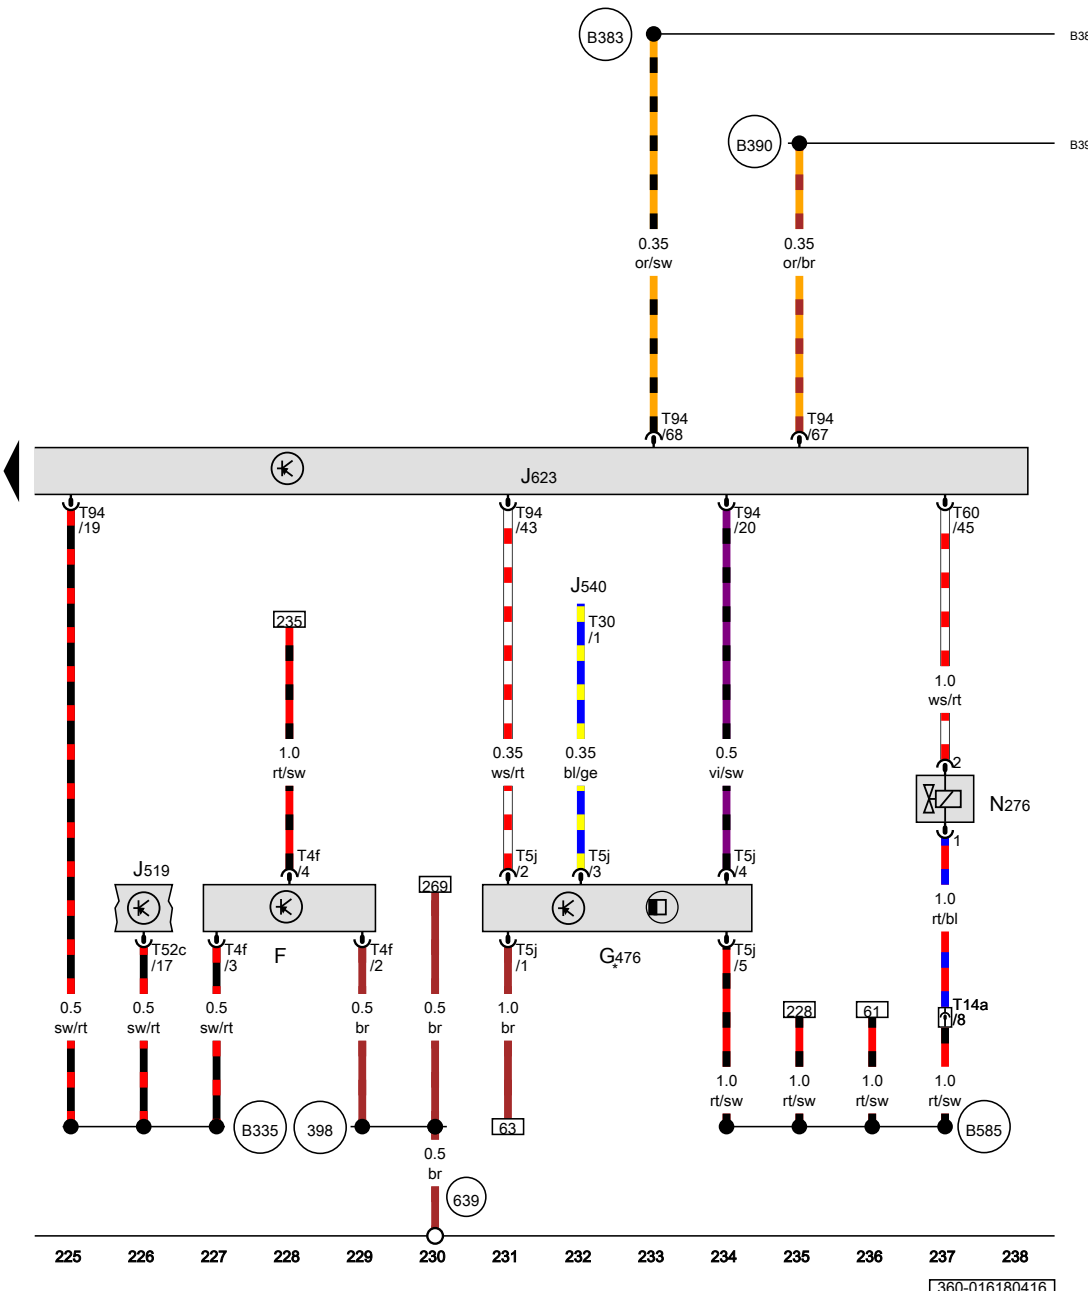 B383
B38
B390
B39
0.35
or/sw
0.35
or/br
T94
/68
T94
/67
J623
T94
/19
T94
/43
T94
/20
T60
/45
J540
T30
/1
235
1.0
ws/rt
1.0
rt/sw
0.35
ws/rt
0.35
bl/ge
0.5
vi/sw
2
N276
1
T4f
/4
T5j
/2
T5j
/3
T5j
/4
J519
269
1.0
rt/bl
T52c
/17
T4f
/3
F
T4f
/2
T5j
/1
G*476
T5j
/5
0.5
sw/rt
0.5
sw/rt
0.5
sw/rt
0.5
br
0.5
br
1.0
br
228
61
T14a
/8
1.0
rt/sw
1.0
rt/sw
1.0
rt/sw
1.0
rt/sw
B335
398
63
B585
0.5
br
639
225 226 227 228 229 230 231 232 233 234 235 236 237 238
360-016180416